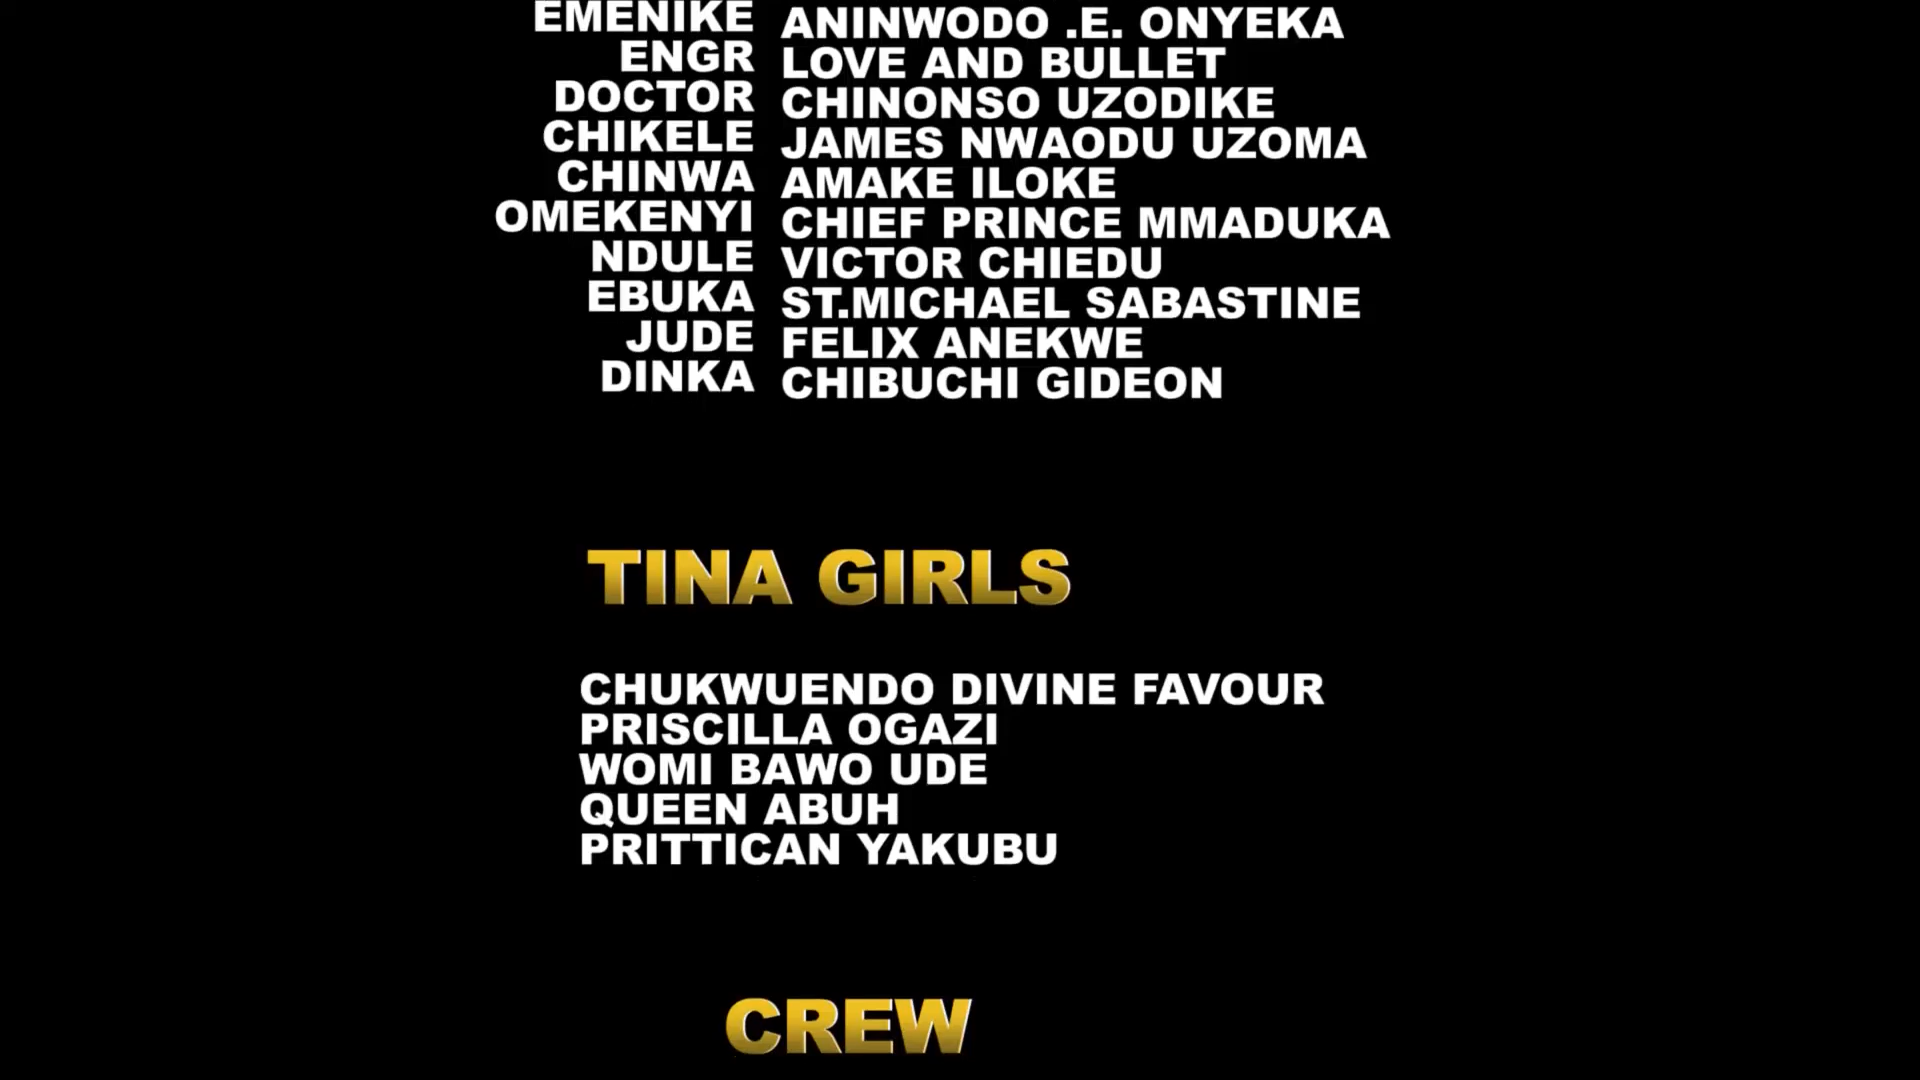 EMENIKE ANINWODO .E. ONYEKA
ENGR LOVE AND BULLET
DOCTOR CHINONSO UZODIKE
CHIKELE JAMES NWAODU UZOMA
CHINWA AMAKE ILOKE
OMEKENYI CHIEF PRINCE MMADUKA
NDULE VICTOR CHIEDU
EBUKA ST.MICHAEL SABASTINE
JUDE FELIX ANEKWE
DINKA CHIBUCHI GIDEON
TINA GIRLS
CHUKWUENDO DIVINE FAVOUR
PRISCILLA OGAZI
WOMI BAWO UDE
QUEEN ABUH
PRITTICAN YAKUBU
CREW